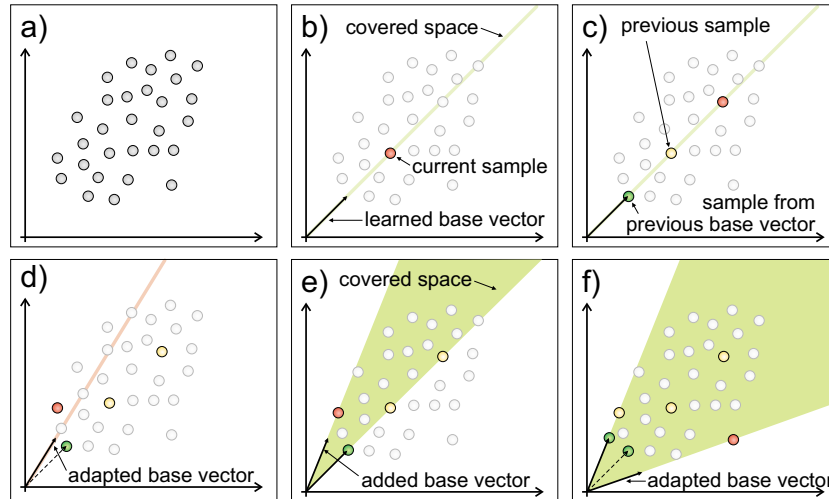 a)
b)
covered space
current sample
learned base vector
c)
previous sample
sample from
previous base vector
d)
adapted base vector
e)
covered space
added base vector
f)
adapted base vector